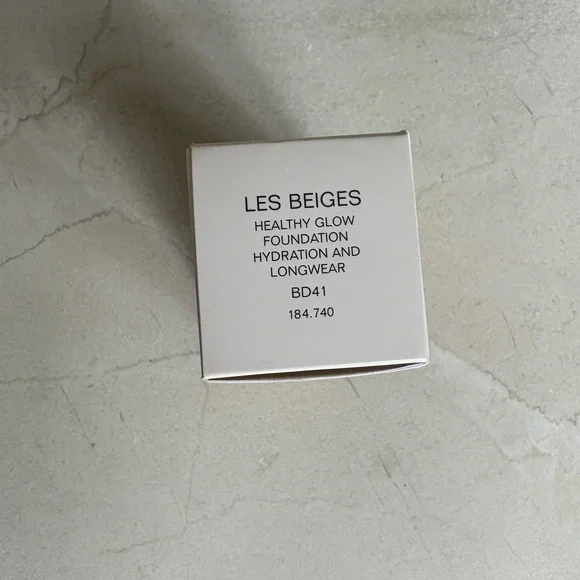 LES BEIGES
HEALTHY GLOW
FOUNDATION
HYDRATION AND
LONGWEAR
BD41
184.740